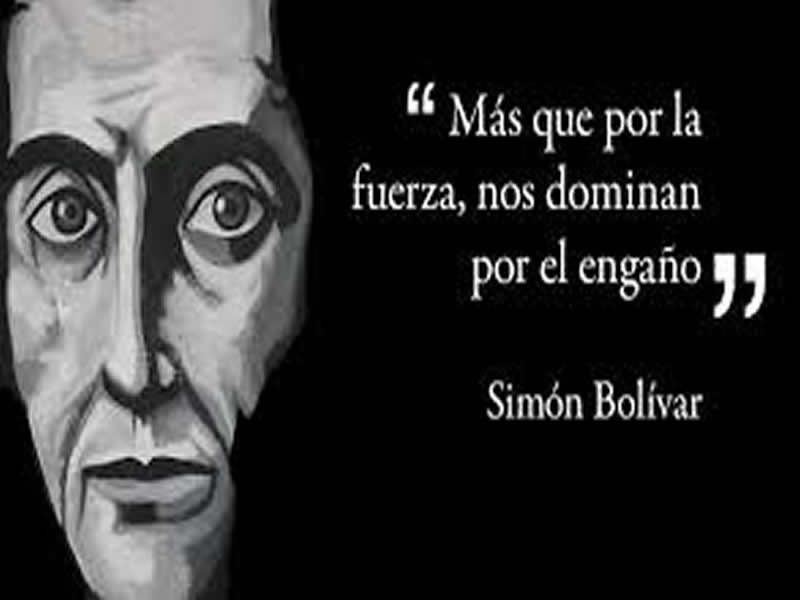 “ Más que por la
fuerza, nos dominan
por el engaño ”
Simón Bolívar